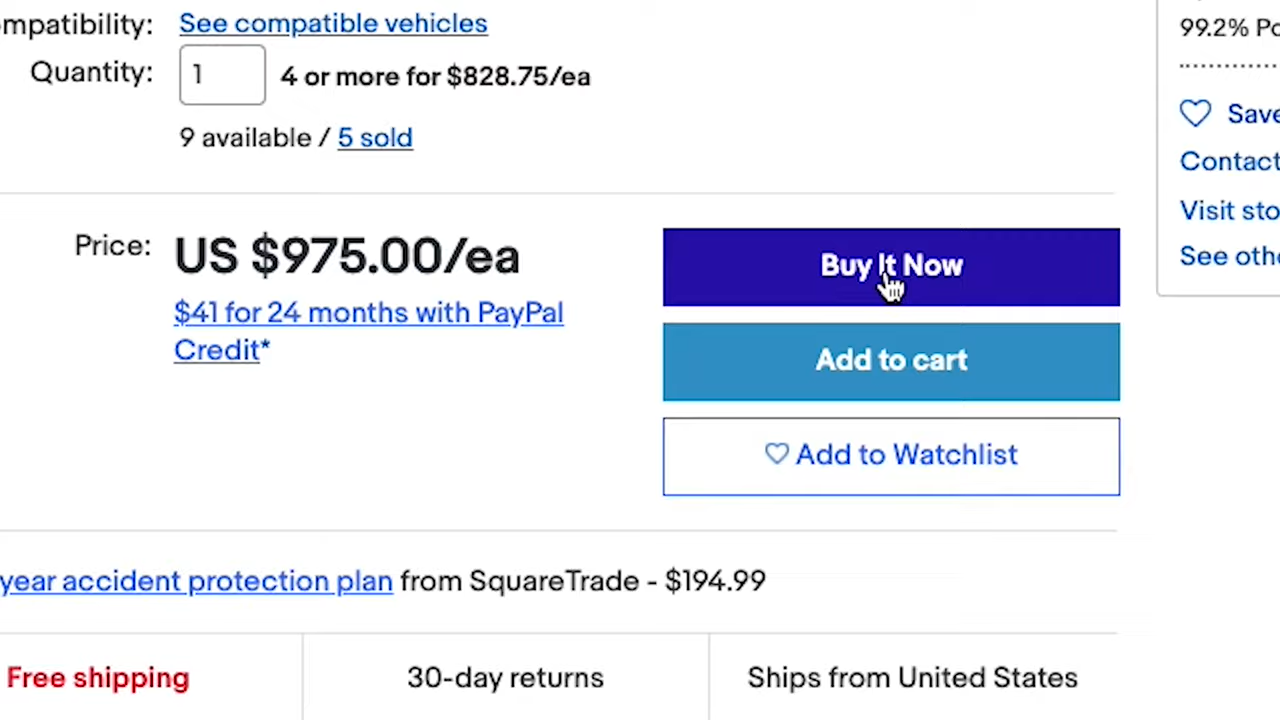 mpatibility: See compatible vehicles
Quantity: 1 4 or more for $828.75/ea
9 available / 5 sold
Price: US $975.00/ea
$41 for 24 months with PayPal
Credit*
Buy It Now
Add to cart
Add to Watchlist
year accident protection plan from SquareTrade - $194.99
Free shipping
30-day returns
Ships from United States
99.2% Po
Save
Contact
Visit sto
See othe